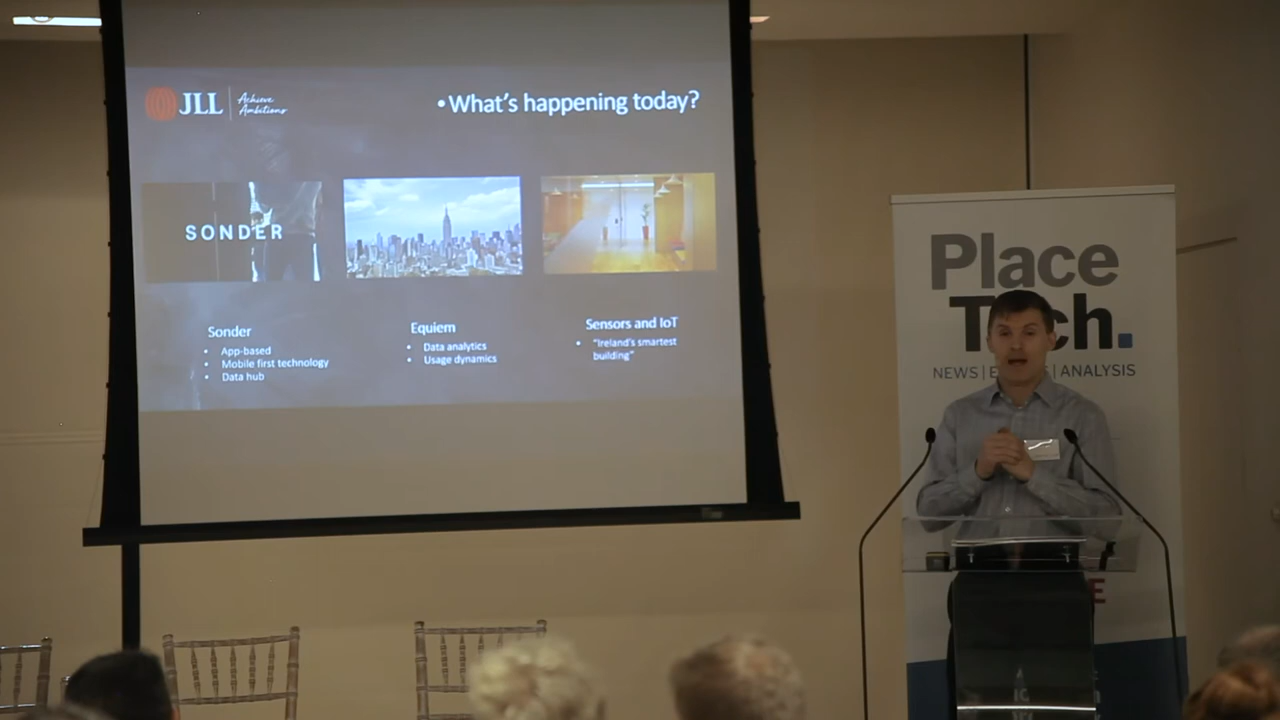 JLL
Achieve
Ambitions
• What's happening today?
SONDER
Sonder
• App-based
• Mobile first technology
• Data hub
Equiem
• Data analytics
• Usage dynamics
Sensors and IoT
• "Ireland's smartest
building"
Place
Tech.
NEWS | | ANALYSIS